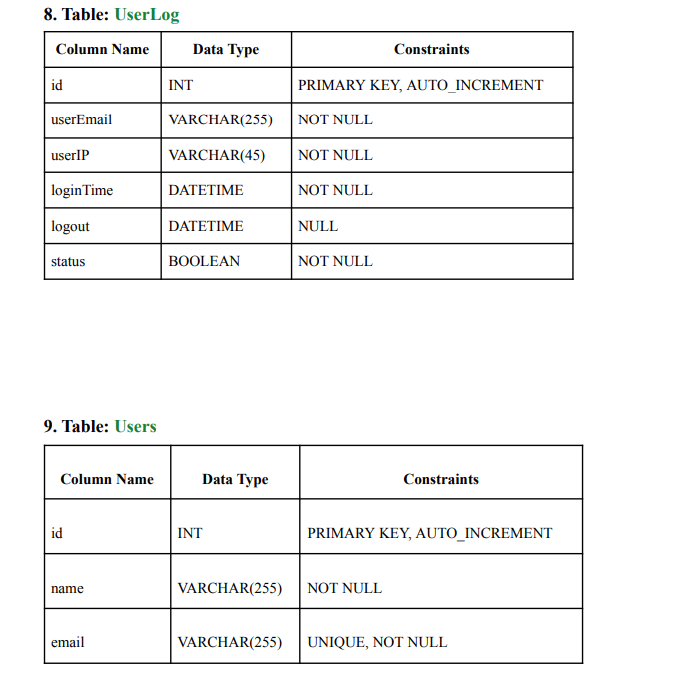 8. Table: UserLog
Column Name Data Type Constraints
id INT PRIMARY KEY, AUTO_INCREMENT
userEmail VARCHAR(255) NOT NULL
userIP VARCHAR(45) NOT NULL
loginTime DATETIME NOT NULL
logout DATETIME NULL
status BOOLEAN NOT NULL
9. Table: Users
Column Name Data Type Constraints
id INT PRIMARY KEY, AUTO_INCREMENT
name VARCHAR(255) NOT NULL
email VARCHAR(255) UNIQUE, NOT NULL